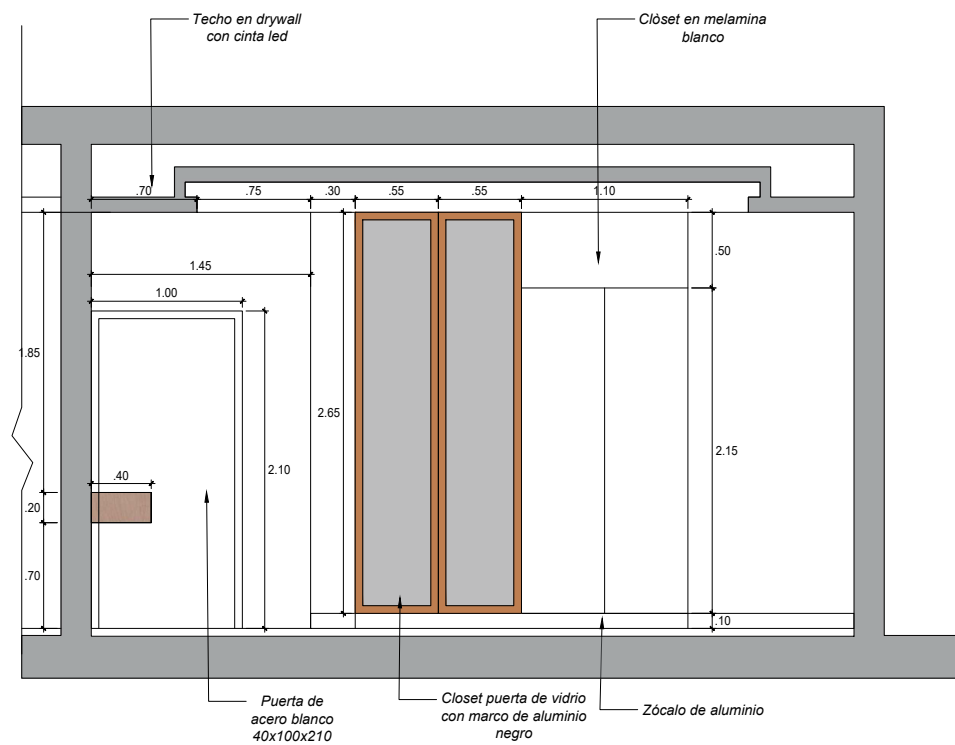 Techo en drywall
con cinta led
Clòset en melamina
blanco
.70
.75
.30
.55
.55
1.10
.50
1.45
1.00
1.85
2.65
2.10
2.15
.40
.20
.70
.10
Puerta de
acero blanco
40x100x210
Closet puerta de vidrio
con marco de aluminio
negro
Zócalo de aluminio